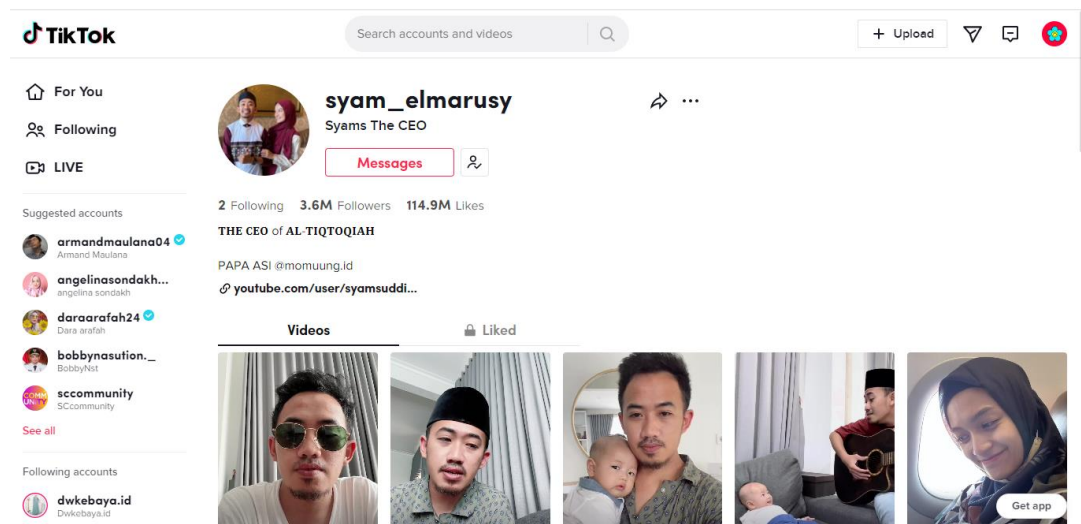 TikTok
Search accounts and videos
Upload
For You
Following
LIVE
Suggested accounts
armandmaulana04
Armand Maulana
angelinasondakh...
angelina sondakh
daraarafah24
Dara arafah
bobbynasution._
BobbyNst
COMM
sccommunity
SCcommunity
See all
Following accounts
dwkebaya.id
Dwkebaya.id
syam_elmarusy
Syams The CEO
Messages
2 Following 3.6M Followers 114.9M Likes
THE CEO of AL-TIQTOQIAH
PAPA ASI @momuung.id
youtube.com/user/syamsuddi...
Videos
Liked
Get app